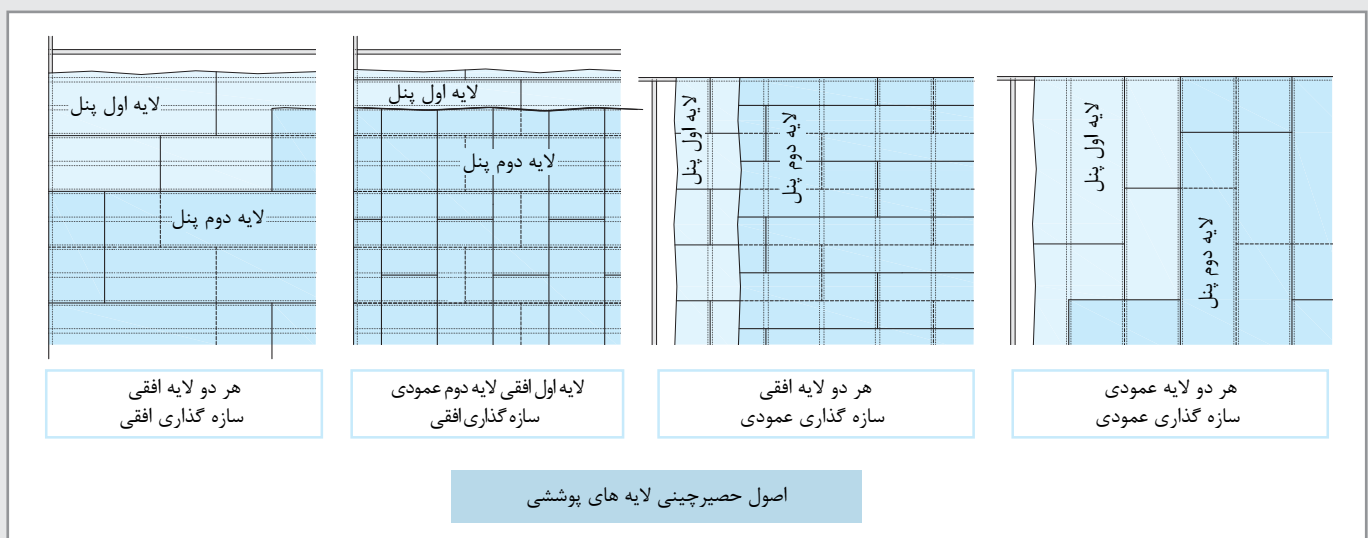 لایه اول پنل
لایه دوم پنل
لایه اول پنل
لایه دوم پنل
لایه اول پنل
لایه دوم پنل
لایه اول پنل
لایه دوم پنل
هر دو لایه عمودی
سازه گذاری عمودی
هر دو لایه افقی
سازه گذاری عمودی
لایه اول افقی لایه دوم عمودی
سازه گذاری افقی
هر دو لایه افقی
سازه گذاری افقی
اصول حصیرچینی لایه های پوششی